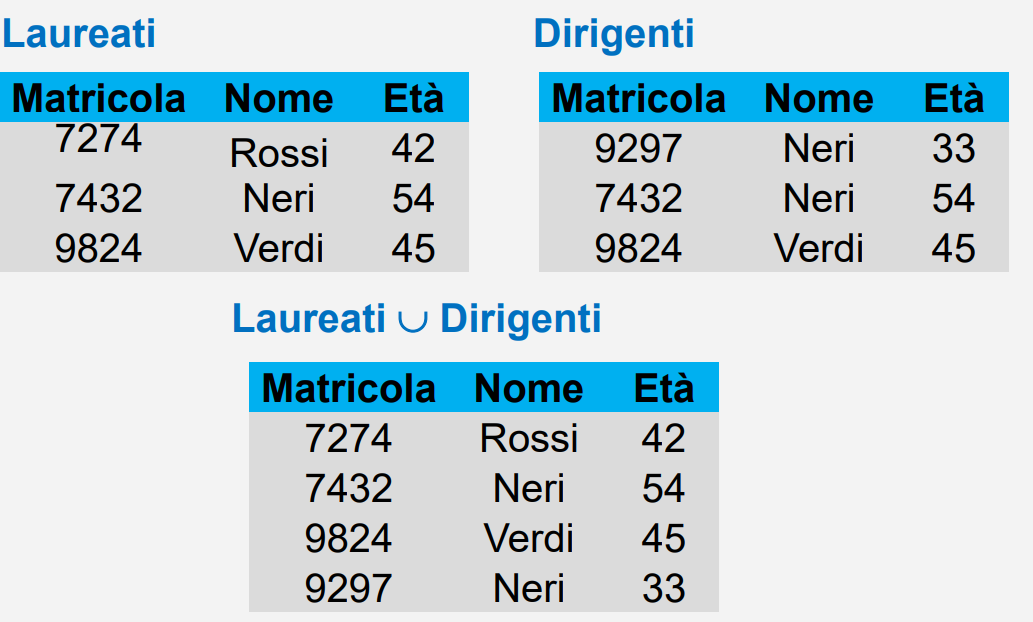 Laureati Dirigenti
Matricola Nome Età Matricola Nome Età
7274 Rossi 42 9297 Neri 33
7432 Neri 54 7432 Neri 54
9824 Verdi 45 9824 Verdi 45
Laureati ∪ Dirigenti
Matricola Nome Età
7274 Rossi 42
7432 Neri 54
9824 Verdi 45
9297 Neri 33